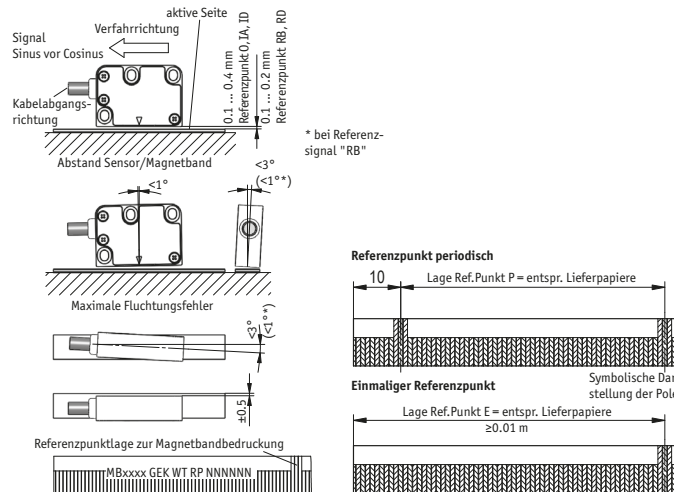 aktive Seite
Verfahrrichtung
Signal
Sinus vor Cosinus
Kabelabgangs-
richtung
0.1 ... 0.4 mm
Referenzpunkt O, IA, ID
0.1 ... 0.2 mm
Referenzpunkt RB, RD
* bei Referenz-
signal "RB"
Abstand Sensor/Magnetband
<1°
<3°
(<1°*)
Maximale Fluchtungsfehler
<3°
(<1°*)
±0.5
Referenzpunktlage zur Magnetbandbedruckung
MBxxxx GEK WT RP NNNNNN
Referenzpunkt periodisch
10
Lage Ref.Punkt P = entspr. Lieferpapiere
Symbolische Dar
stellung der Pole
Einmaliger Referenzpunkt
Lage Ref.Punkt E = entspr. Lieferpapiere
≥0.01 m